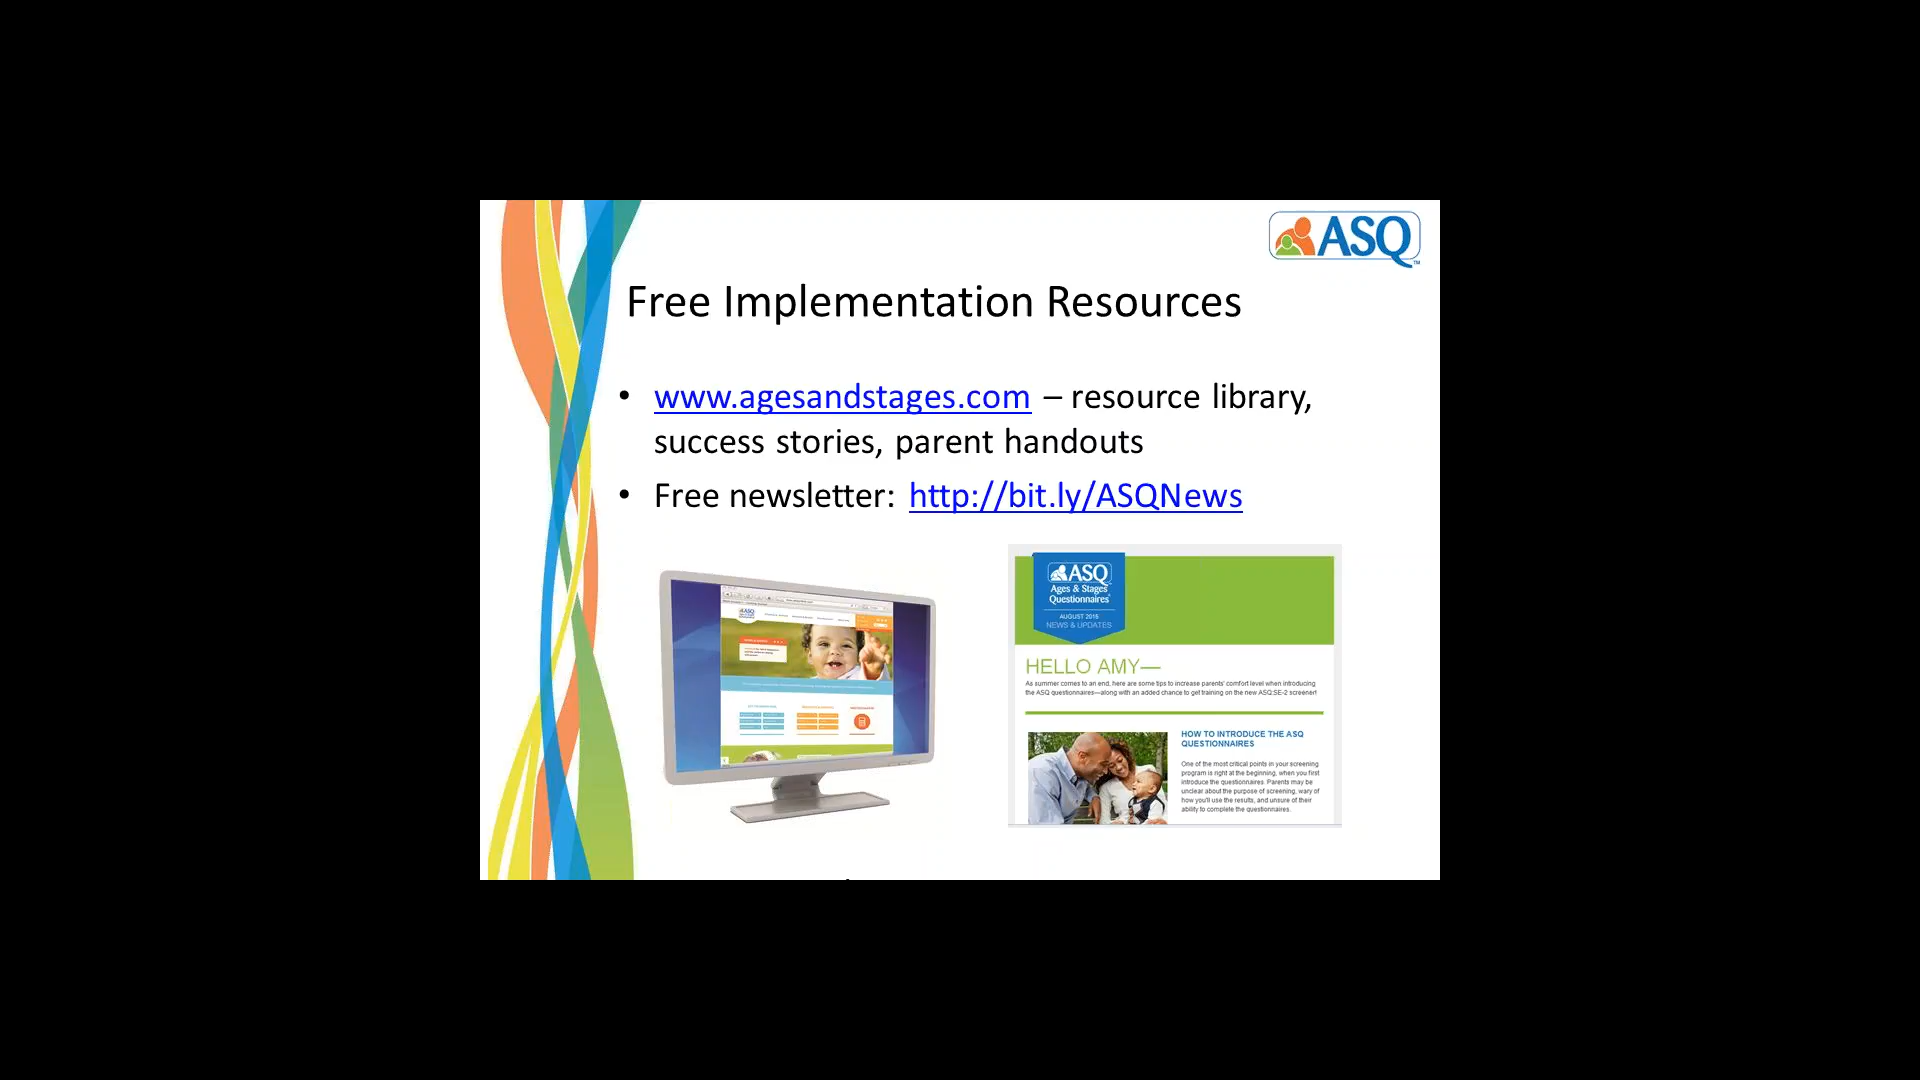 ASQ™
Free Implementation Resources
• www.agesandstages.com – resource library,
success stories, parent handouts
• Free newsletter: http://bit.ly/ASQNews
ASQ
ASQ
Ages & Stages
Questionnaires®
AUGUST 2015
NEWS & UPDATES
HELLO AMY—
As summer comes to an end, here are some tips to increase parents' comfort level when introducing
the ASQ questionnaires—along with an added chance to get training on the new ASQ:SE-2 screener!
HOW TO INTRODUCE THE ASQ
QUESTIONNAIRES
One of the most critical points in your screening
program is right at the beginning, when you first
introduce the questionnaires. Parents may be
unclear about the purpose of screening, wary of
how you'll use the results, and unsure of their
ability to complete the questionnaires.